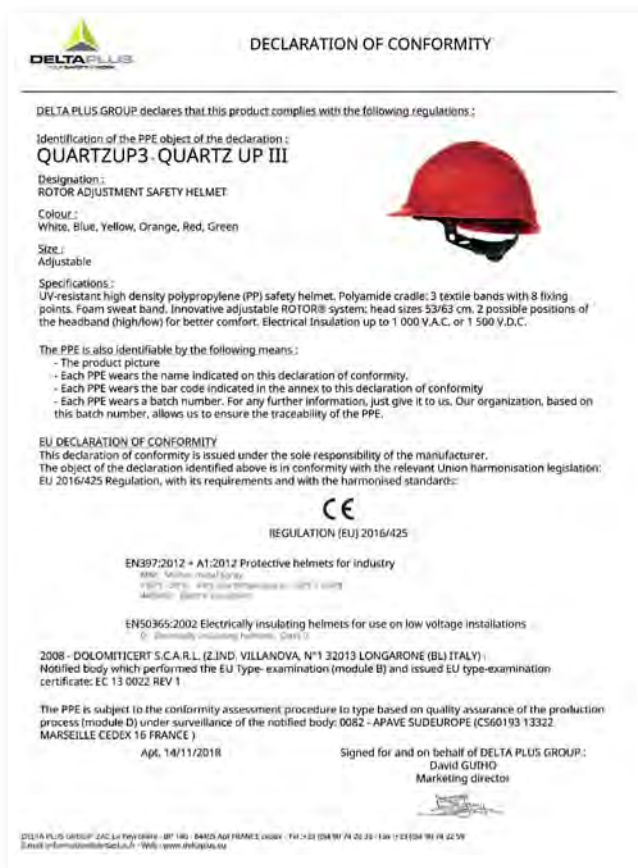 DELTA PLUS
DECLARATION OF CONFORMITY
DELTA PLUS GROUP declares that this product complies with the following regulations :
Identification of the PPE object of the declaration :
QUARTZUP3 - QUARTZ UP III
Designation :
ROTOR ADJUSTMENT SAFETY HELMET
Colour :
White, Blue, Yellow, Orange, Red, Green
Size :
Adjustable
Specifications :
UV-resistant high density polypropylene (PP) safety helmet. Polyamide cradle: 3 textile bands with 8 fixing
points. Foam sweat band. Innovative adjustable ROTOR® system: head sizes 53/63 cm. 2 possible positions of
the headband (high/low) for better comfort. Electrical Insulation up to 1 000 V.A.C. or 1 500 V.D.C.
The PPE is also identifiable by the following means :
- The product picture
- Each PPE wears the name indicated on this declaration of conformity.
- Each PPE wears the bar code indicated in the annex to this declaration of conformity
- Each PPE wears a batch number. For any further information, just give it to us. Our organization, based on
this batch number, allows us to ensure the traceability of the PPE.
EU DECLARATION OF CONFORMITY
This declaration of conformity is issued under the sole responsibility of the manufacturer.
The object of the declaration identified above is in conformity with the relevant Union harmonisation legislation:
EU 2016/425 Regulation, with its requirements and with the harmonised standards:
CE
REGULATION (EU) 2016/425
EN397:2012 + A1:2012 Protective helmets for industry
EN50365:2002 Electrically insulating helmets for use on low voltage installations
2008 - DOLOMITICERT S.C.A.R.L. (Z.IND. VILLANOVA, N°1 32013 LONGARONE (BL) ITALY) :
Notified body which performed the EU Type- examination (module B) and issued EU type-examination
certificate: EC 13 0022 REV 1
The PPE is subject to the conformity assessment procedure to type based on quality assurance of the production
process (module D) under surveillance of the notified body: 0082 - APAVE SUDEUROPE (CS60193 13322
MARSEILLE CEDEX 16 FRANCE )
Apt, 14/11/2018
Signed for and on behalf of DELTA PLUS GROUP :
David GUIHO
Marketing director